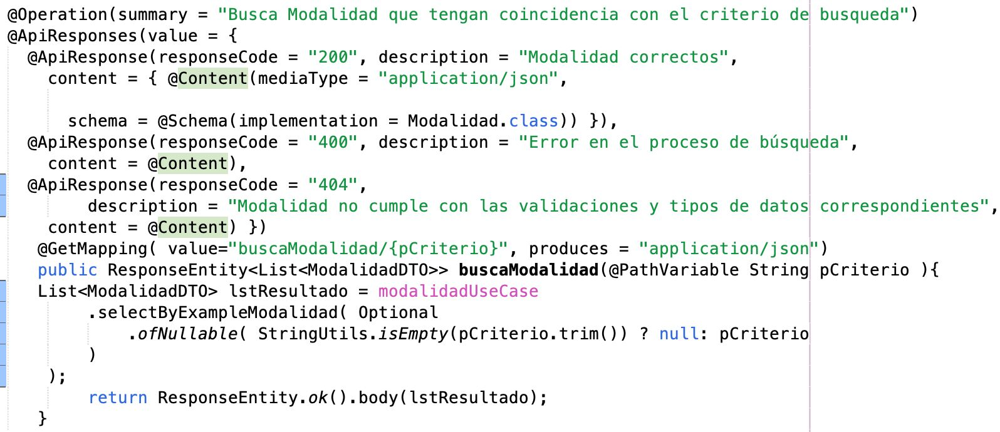 @Operation(summary = "Busca Modalidad que tengan coincidencia con el criterio de busqueda")
@ApiResponses(value = {
@ApiResponse(responseCode = "200", description = "Modalidad correctos",
content = { @Content(mediaType = "application/json",
schema = @Schema(implementation = Modalidad.class)) }),
@ApiResponse(responseCode = "400", description = "Error en el proceso de búsqueda",
content = @Content),
@ApiResponse(responseCode = "404",
description = "Modalidad no cumple con las validaciones y tipos de datos correspondientes",
content = @Content) })
@GetMapping( value="buscaModalidad/{pCriterio}", produces = "application/json")
public ResponseEntity<List<ModalidadDTO>> buscaModalidad(@PathVariable String pCriterio ){
List<ModalidadDTO> lstResultado = modalidadUseCase
.selectByExampleModalidad( Optional
.ofNullable( StringUtils.isEmpty(pCriterio.trim()) ? null: pCriterio
)
);
return ResponseEntity.ok().body(lstResultado);
}